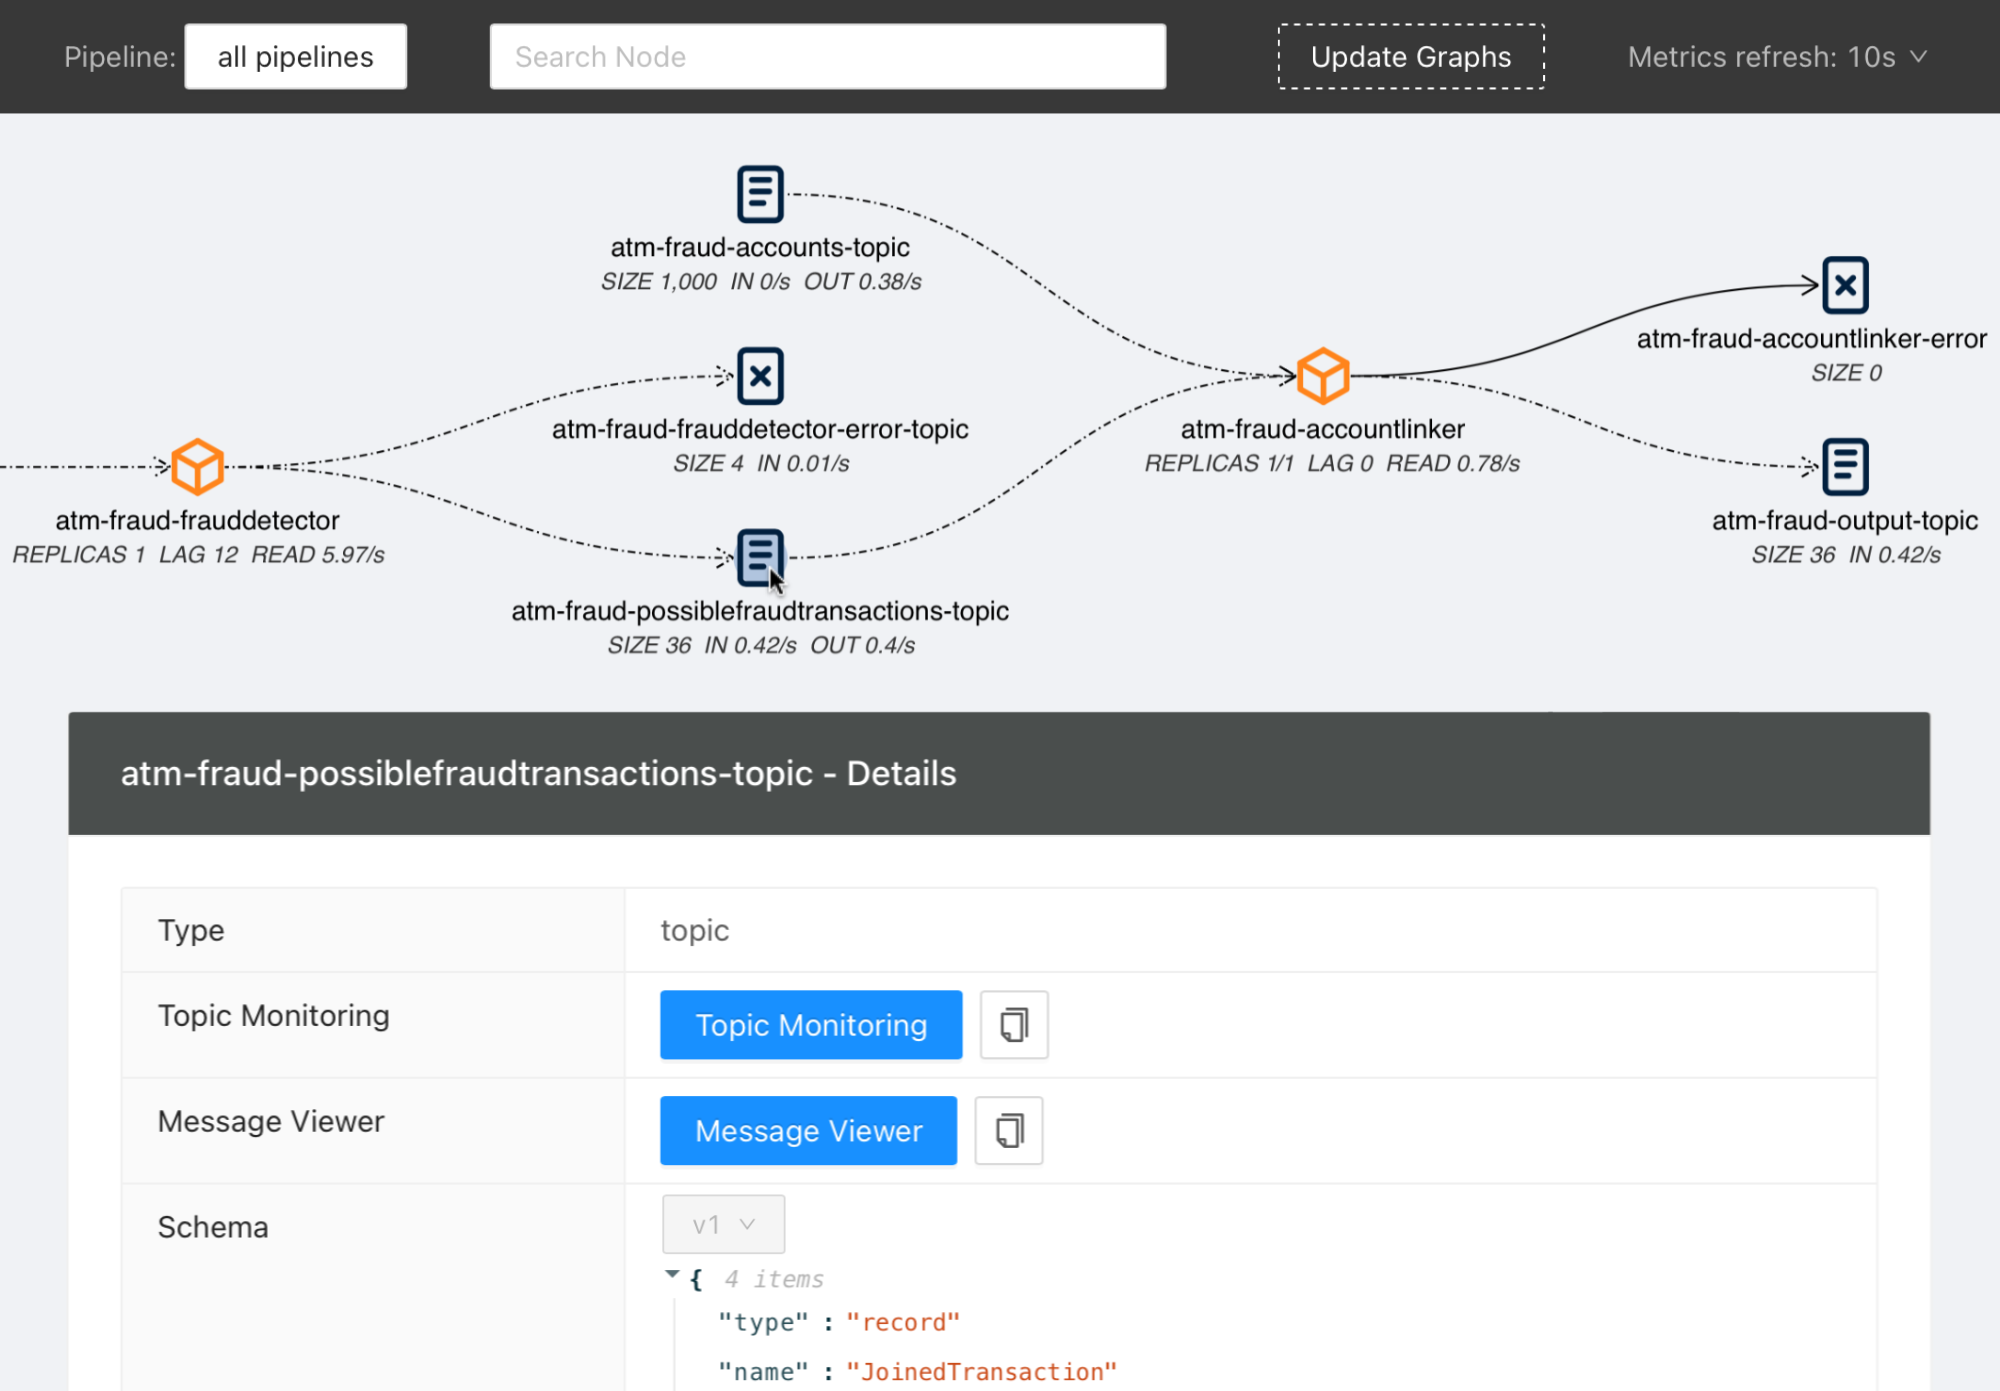 Pipeline: all pipelines Search Node Update Graphs Metrics refresh: 10s
atm-fraud-accounts-topic
SIZE 1,000 IN 0/s OUT 0.38/s
atm-fraud-accountlinker-error
SIZE 0
atm-fraud-frauddetector-error-topic
SIZE 4 IN 0.01/s
atm-fraud-accountlinker
REPLICAS 1/1 LAG 0 READ 0.78/s
atm-fraud-frauddetector
REPLICAS 1 LAG 12 READ 5.97/s
atm-fraud-output-topic
SIZE 36 IN 0.42/s
atm-fraud-possiblefraudtransactions-topic
SIZE 36 IN 0.42/s OUT 0.4/s
atm-fraud-possiblefraudtransactions-topic - Details
Type topic
Topic Monitoring Topic Monitoring
Message Viewer Message Viewer
Schema v1
{ 4 items
"type" : "record"
"name" : "JoinedTransaction"